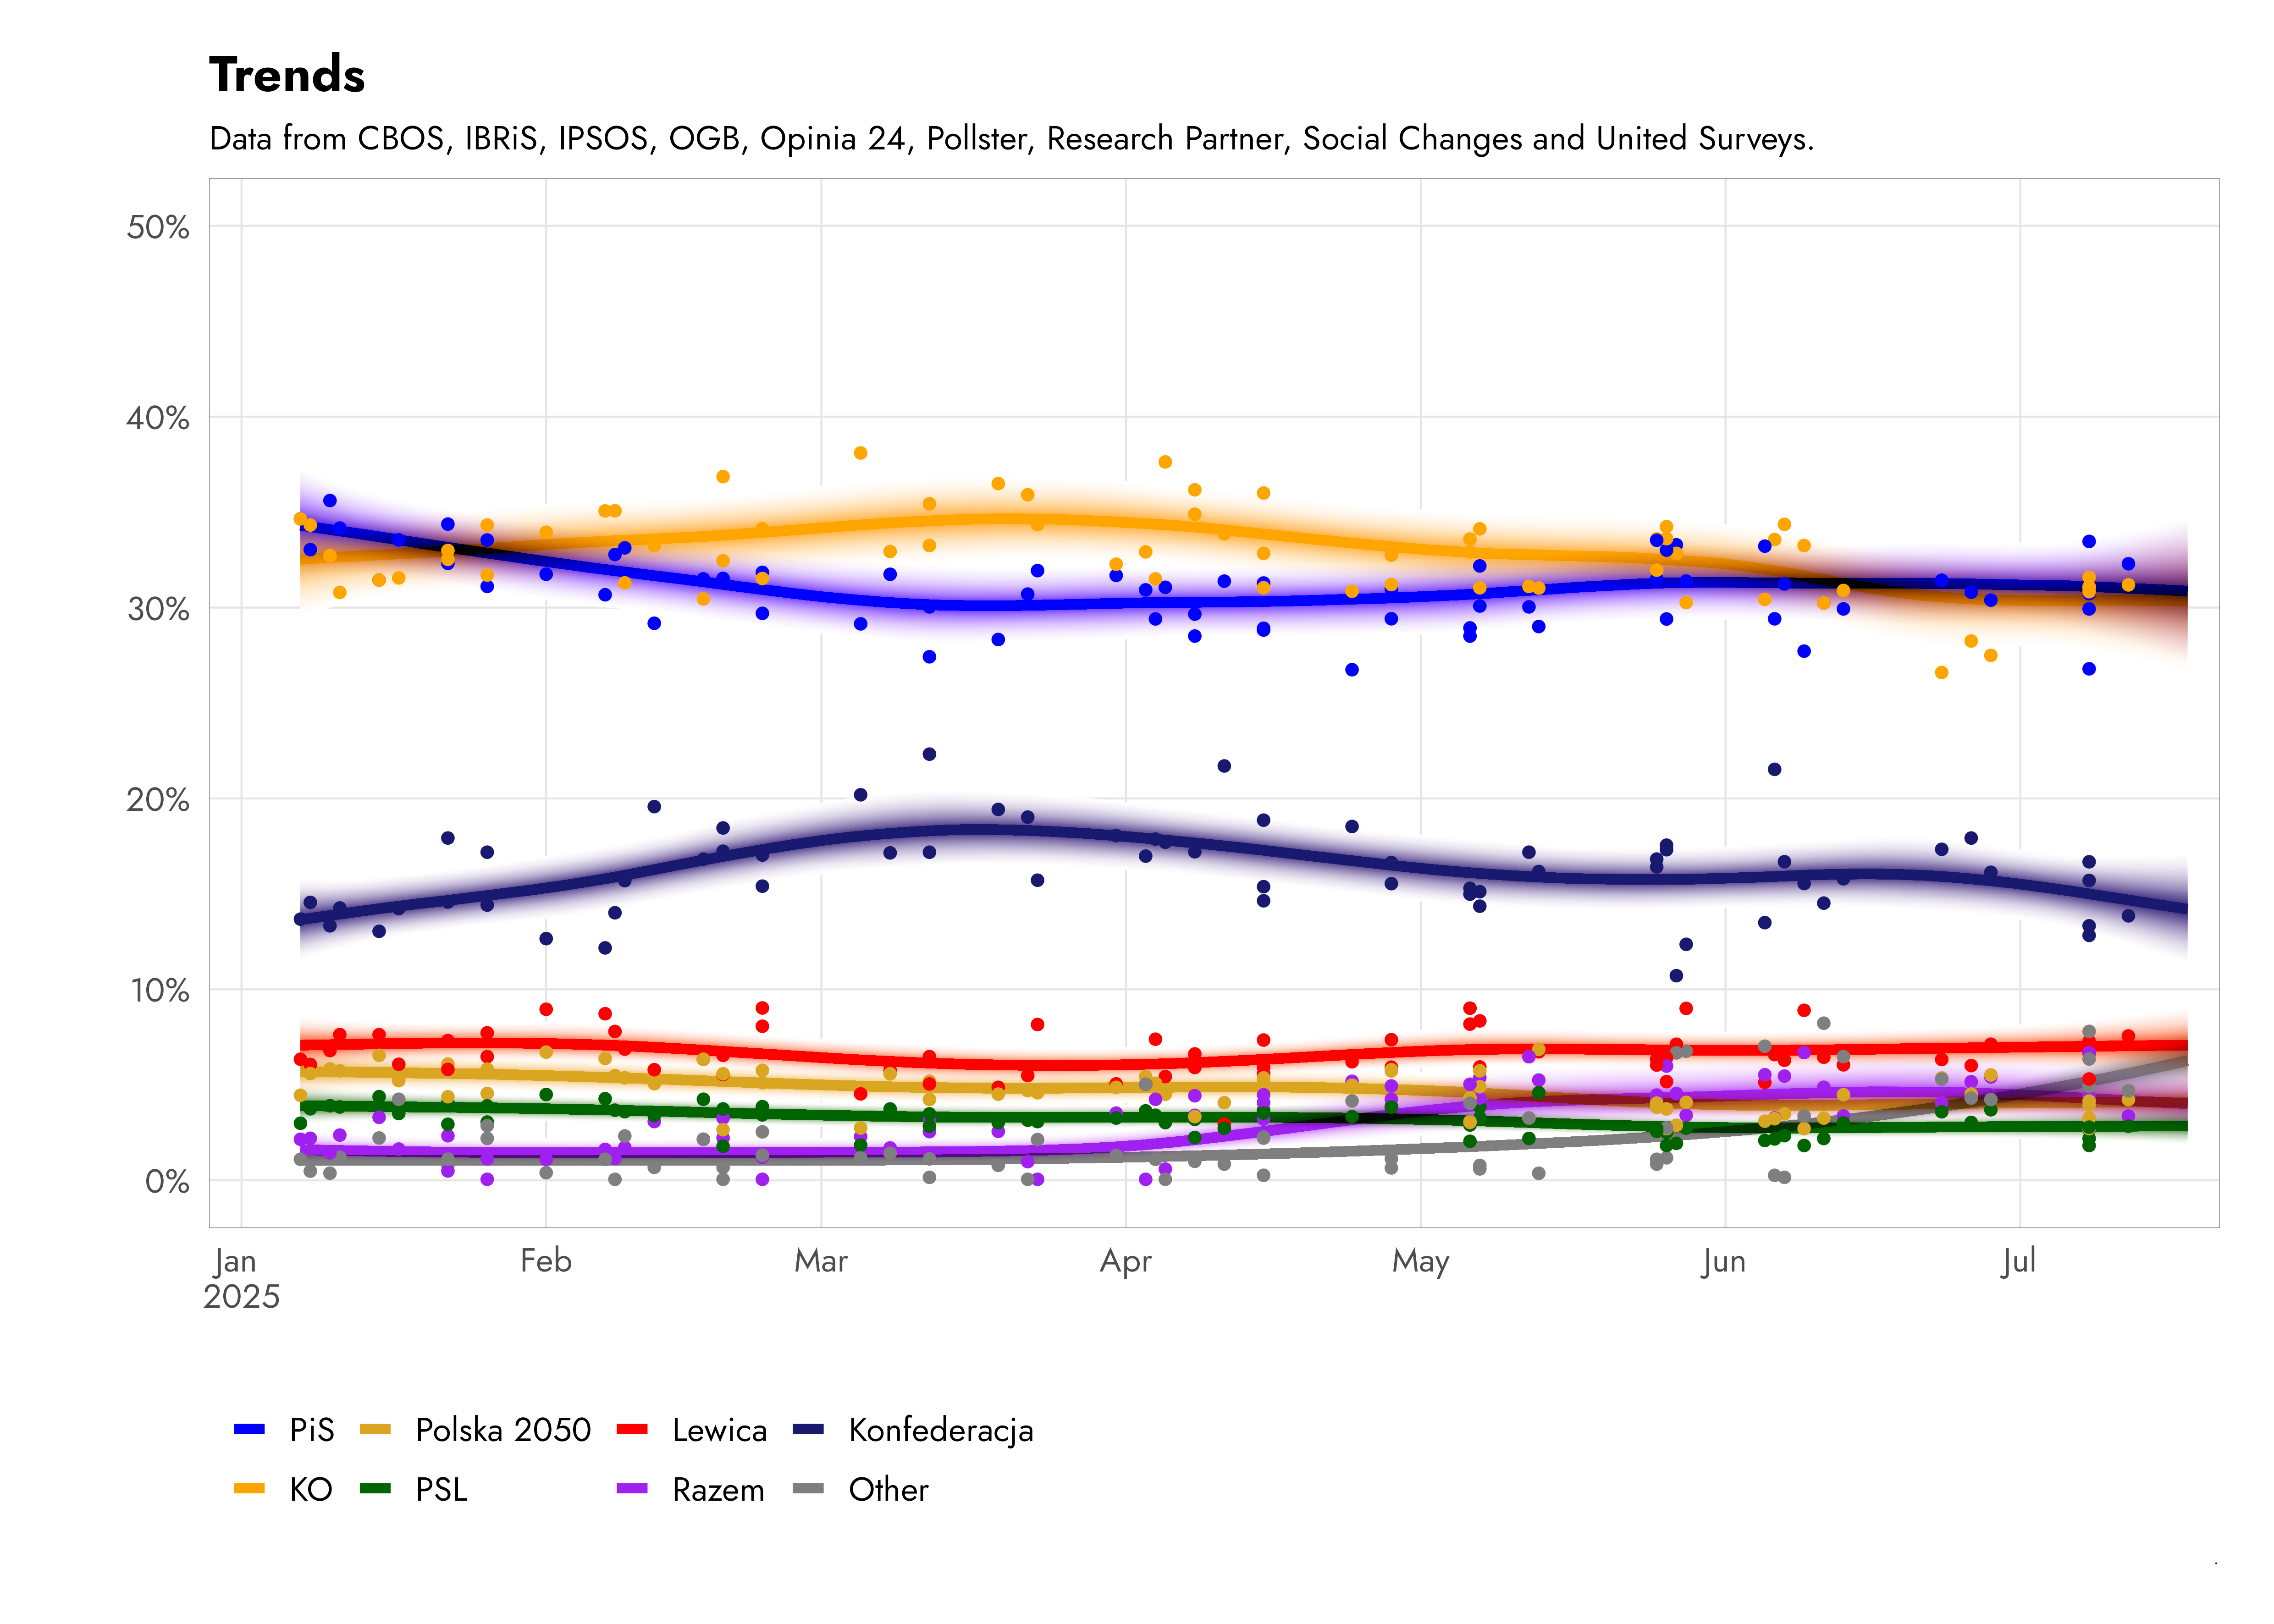 Trends
Data from CBOS, IBRiS, IPSOS, OGB, Opinia 24, Pollster, Research Partner, Social Changes and United Surveys.
50%
40%
30%
20%
10%
0%
Jan Feb Mar Apr May Jun Jul
2025
PiS Polska 2050 Lewica Konfederacja
KO PSL Razem Other
.